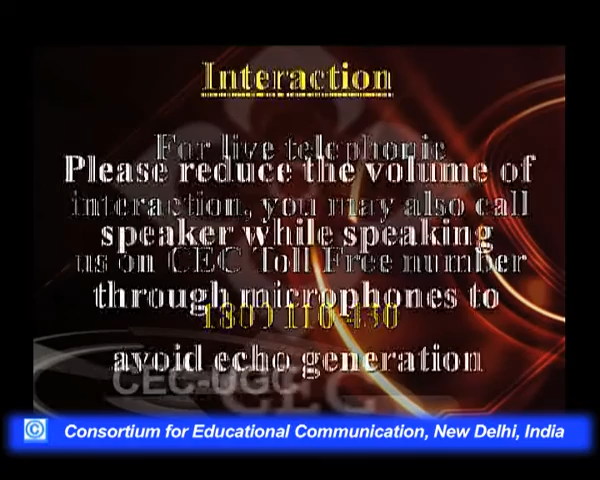 Interaction
For live telephonic
Please reduce the volume of
interaction, you may also call
speaker while speaking
us on CEC Toll Free number
through microphones to
1800 110 430
avoid echo generation
CEC-UGC
CEC
© Consortium for Educational Communication, New Delhi, India